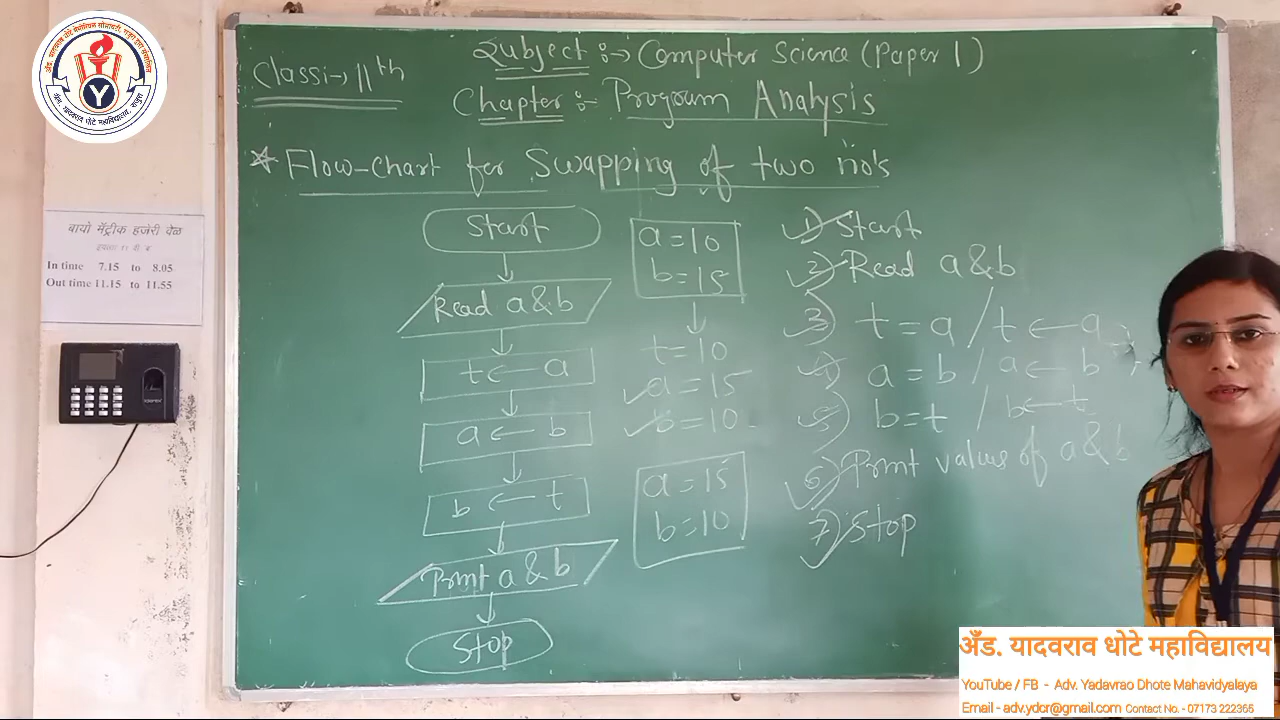 Class:→ 11th
Subject :→ Computer Science (Paper 1)
Chapter :- Program Analysis
* Flow-Chart for Swapping of two no's
Start
Read a & b
t ← a
a ← b
b ← t
Print a & b
Stop
a = 10
b = 15
t = 10
a = 15
b = 10
a = 15
b = 10
1) Start
2) Read a & b
3) t = a / t ← a
4) a = b / a ← b
5) b = t / b ← t
6) Print values of a & b
7) Stop
Y
बायो मॅट्रीक हजेरी वेळ
In time 7.15 to 8.05
Out time 11.15 to 11.55
अँड. यादवराव धोटे महाविद्यालय
YouTube / FB - Adv. Yadavrao Dhote Mahavidyalaya
Email - adv.ydcr@gmail.com Contact No. - 07173 222365